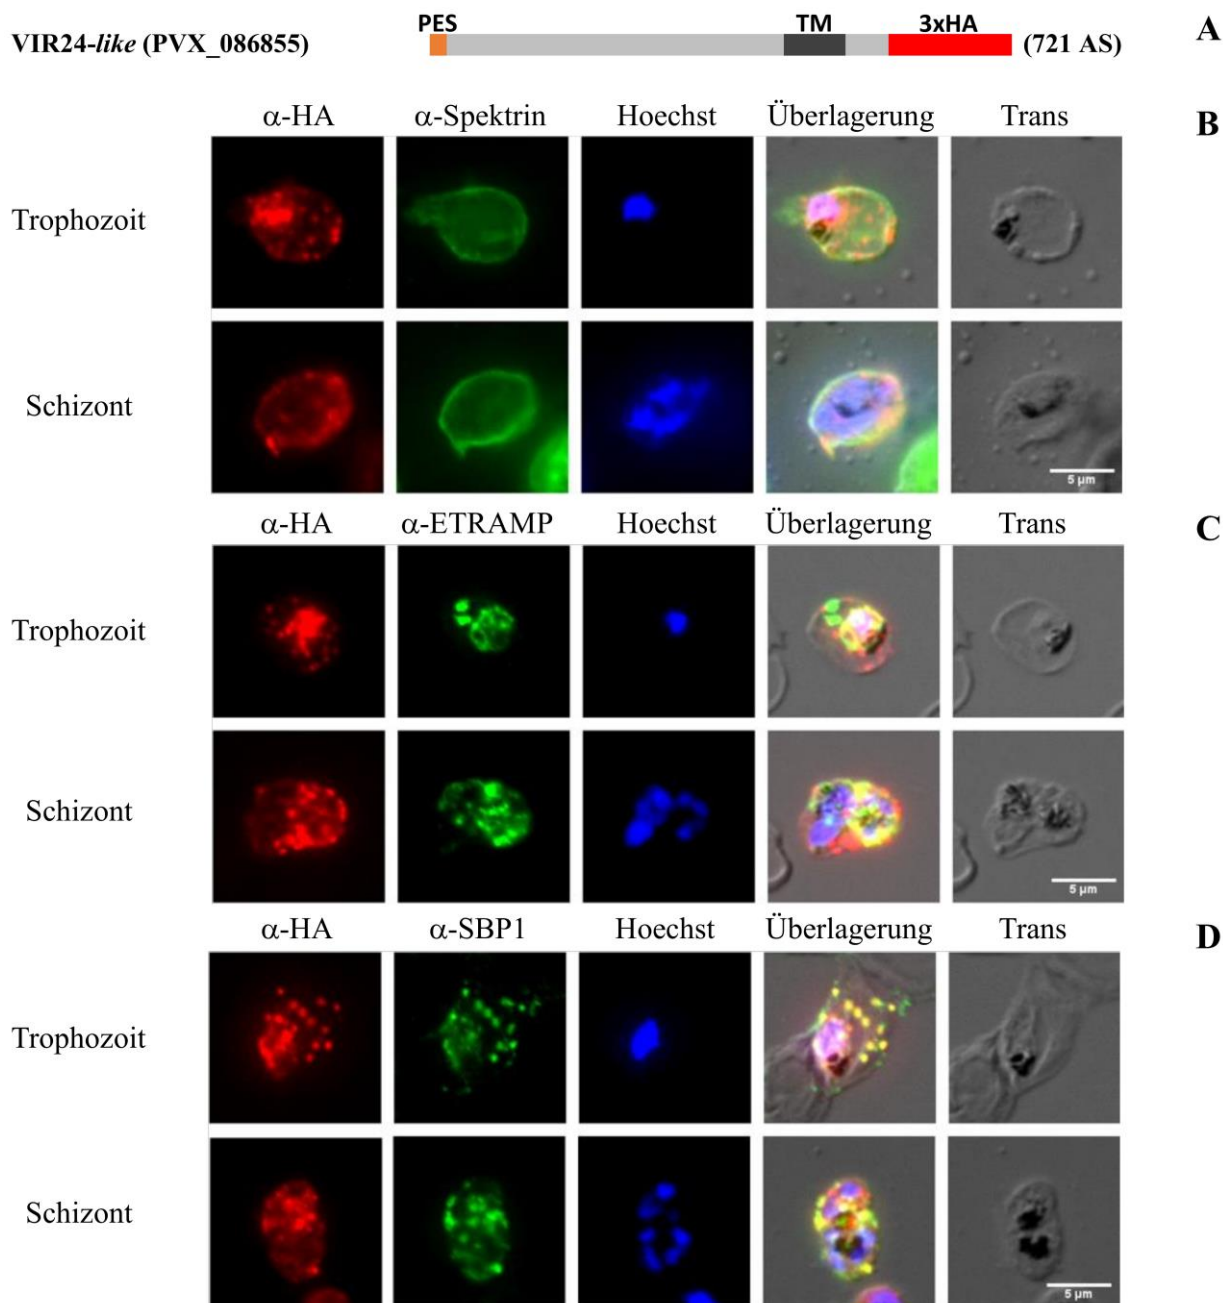 PES TM 3xHA A
VIR24-like (PVX_086855) (721 AS)
α-HA α-Spektrin Hoechst Überlagerung Trans B
Trophozoit
Schizont
5 µm
α-HA α-ETRAMP Hoechst Überlagerung Trans C
Trophozoit
Schizont
5 µm
α-HA α-SBP1 Hoechst Überlagerung Trans D
Trophozoit
Schizont
5 µm